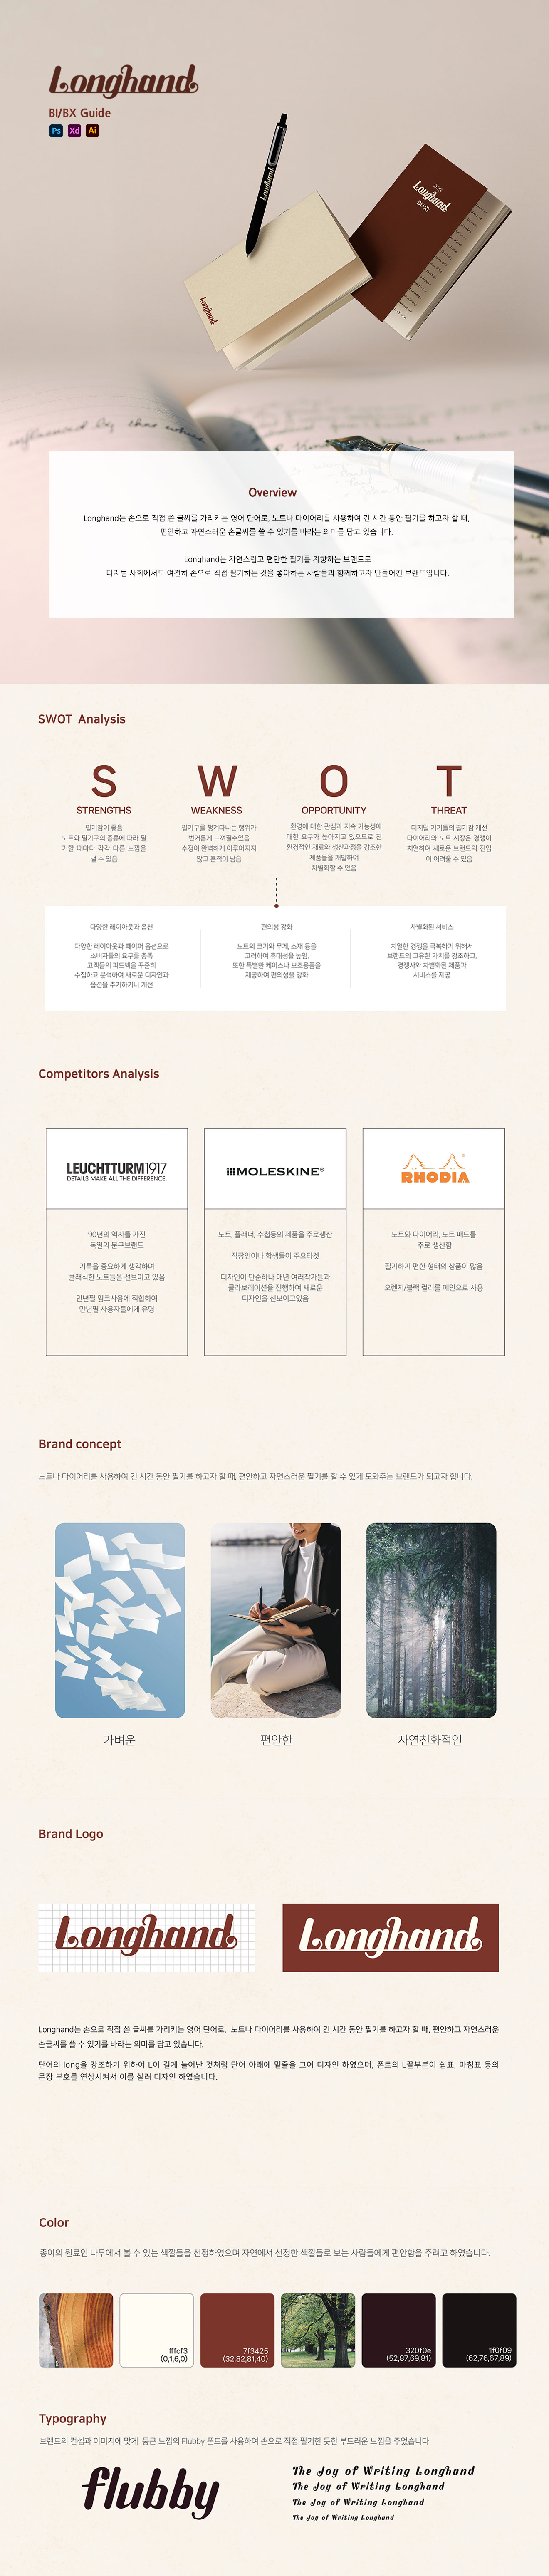 Longhand
BI/BX Guide
Ps Xd Ai
Longhand
2023
Longhand
DIARY
Longhand
Overview
Longhand는 손으로 직접 쓴 글씨를 가리키는 영어 단어로, 노트나 다이어리를 사용하여 긴 시간 동안 필기를 하고자 할 때,
편안하고 자연스러운 손글씨를 쓸 수 있기를 바라는 의미를 담고 있습니다.
Longhand는 자연스럽고 편안한 필기를 지향하는 브랜드로
디지털 사회에서도 여전히 손으로 직접 필기하는 것을 좋아하는 사람들과 함께하고자 만들어진 브랜드입니다.
SWOT Analysis
S W O T
STRENGTHS WEAKNESS OPPORTUNITY THREAT
필기감이 좋음
노트와 필기구의 종류에 따라 필
기할 때마다 각각 다른 느낌을
낼 수 있음
필기구를 챙겨다니는 행위가
번거롭게 느껴질수있음
수정이 완벽하게 이루어지지
않고 흔적이 남음
환경에 대한 관심과 지속 가능성에
대한 요구가 높아지고 있으므로 친
환경적인 재료와 생산과정을 강조한
제품들을 개발하여
차별화할 수 있음
디지털 기기들의 필기감 개선
다이어리와 노트 시장은 경쟁이
치열하여 새로운 브랜드의 진입
이 어려울 수 있음
다양한 레이아웃과 옵션
다양한 레이아웃과 페이퍼 옵션으로
소비자들의 요구를 충족
고객들의 피드백을 꾸준히
수집하고 분석하여 새로운 디자인과
옵션을 추가하거나 개선
편의성 강화
노트의 크기와 무게, 소재 등을
고려하여 휴대성을 높임.
또한 특별한 케이스나 보조용품을
제공하여 편의성을 강화
차별화된 서비스
치열한 경쟁을 극복하기 위해서
브랜드의 고유한 가치를 강조하고,
경쟁사와 차별화된 제품과
서비스를 제공
Competitors Analysis
LEUCHTTURM1917
DETAILS MAKE ALL THE DIFFERENCE.
90년의 역사를 가진
독일의 문구브랜드
기록을 중요하게 생각하며
클래식한 노트들을 선보이고 있음
만년필 잉크사용에 적합하여
만년필 사용자들에게 유명
MOLESKINE®
노트, 플래너, 수첩등의 제품을 주로생산
직장인이나 학생들이 주요타겟
디자인이 단순하나 매년 여러작가들과
콜라보레이션을 진행하여 새로운
디자인을 선보이고있음
RHODIA
노트와 다이어리, 노트 패드를
주로 생산함
필기하기 편한 형태의 상품이 많음
오렌지/블랙 컬러를 메인으로 사용
Brand concept
노트나 다이어리를 사용하여 긴 시간 동안 필기를 하고자 할 때, 편안하고 자연스러운 필기를 할 수 있게 도와주는 브랜드가 되고자 합니다.
가벼운 편안한 자연친화적인
Brand Logo
Longhand Longhand
Longhand는 손으로 직접 쓴 글씨를 가리키는 영어 단어로, 노트나 다이어리를 사용하여 긴 시간 동안 필기를 하고자 할 때, 편안하고 자연스러운
손글씨를 쓸 수 있기를 바라는 의미를 담고 있습니다.
단어의 long을 강조하기 위하여 L이 길게 늘어난 것처럼 단어 아래에 밑줄을 그어 디자인 하였으며, 폰트의 L끝부분이 쉼표, 마침표 등의
문장 부호를 연상시켜서 이를 살려 디자인 하였습니다.
Color
종이의 원료인 나무에서 볼 수 있는 색깔들을 선정하였으며 자연에서 선정한 색깔들로 보는 사람들에게 편안함을 주려고 하였습니다.
fffcf3
(0,1,6,0)
7f3425
(32,82,81,40)
320f0e
(52,87,69,81)
1f0f09
(62,76,67,89)
Typography
브랜드의 컨셉과 이미지에 맞게 둥근 느낌의 Flubby 폰트를 사용하여 손으로 직접 필기한 듯한 부드러운 느낌을 주었습니다
flubby
The Joy of Writing Longhand
The Joy of Writing Longhand
The Joy of Writing Longhand
The Joy of Writing Longhand